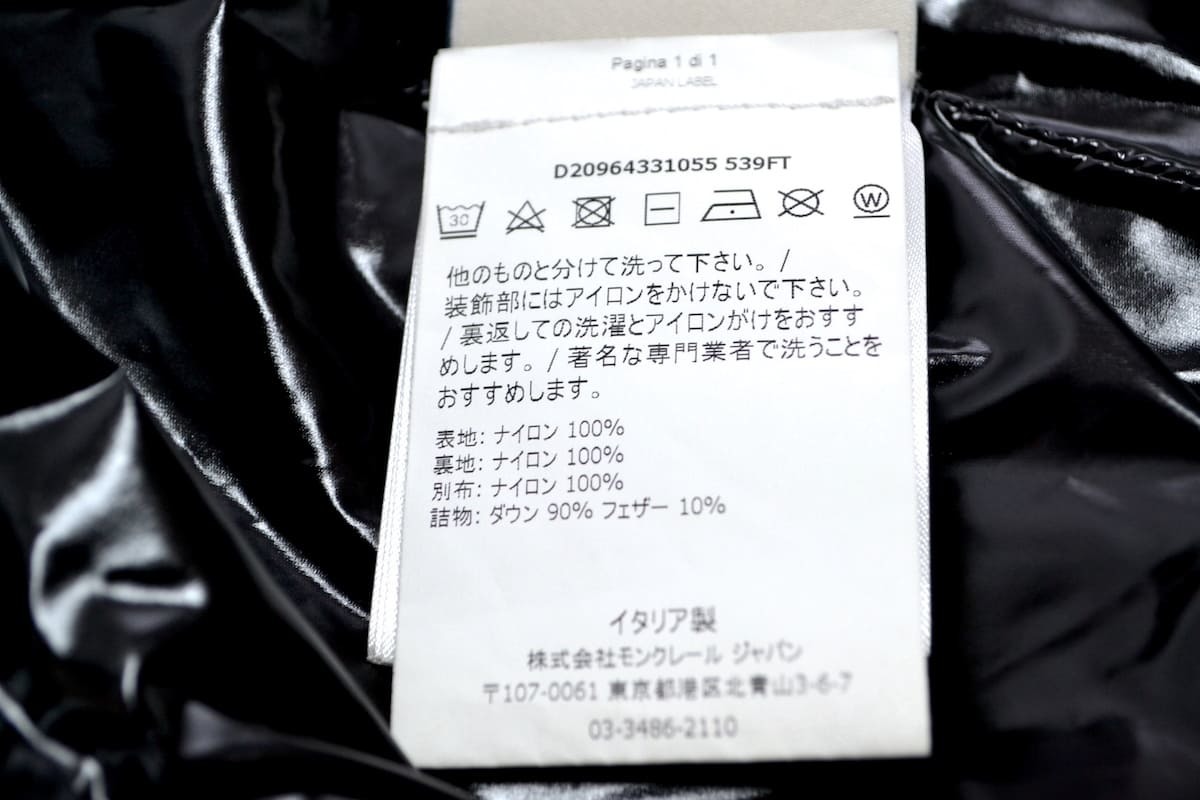 Pagina 1 di 1
JAPAN LABEL
D20964331055 539FT
30
W
他のものと分けて洗って下さい。/
装飾部にはアイロンをかけないで下さい。
/ 裏返しての洗濯とアイロンがけをおすす
めします。/ 著名な専門業者で洗うことを
おすすめします。
表地: ナイロン 100%
裏地: ナイロン 100%
別布: ナイロン 100%
詰物: ダウン 90% フェザー 10%
イタリア製
株式会社モンクレール ジャパン
〒107-0061 東京都港区北青山3-6-7
03-3486-2110